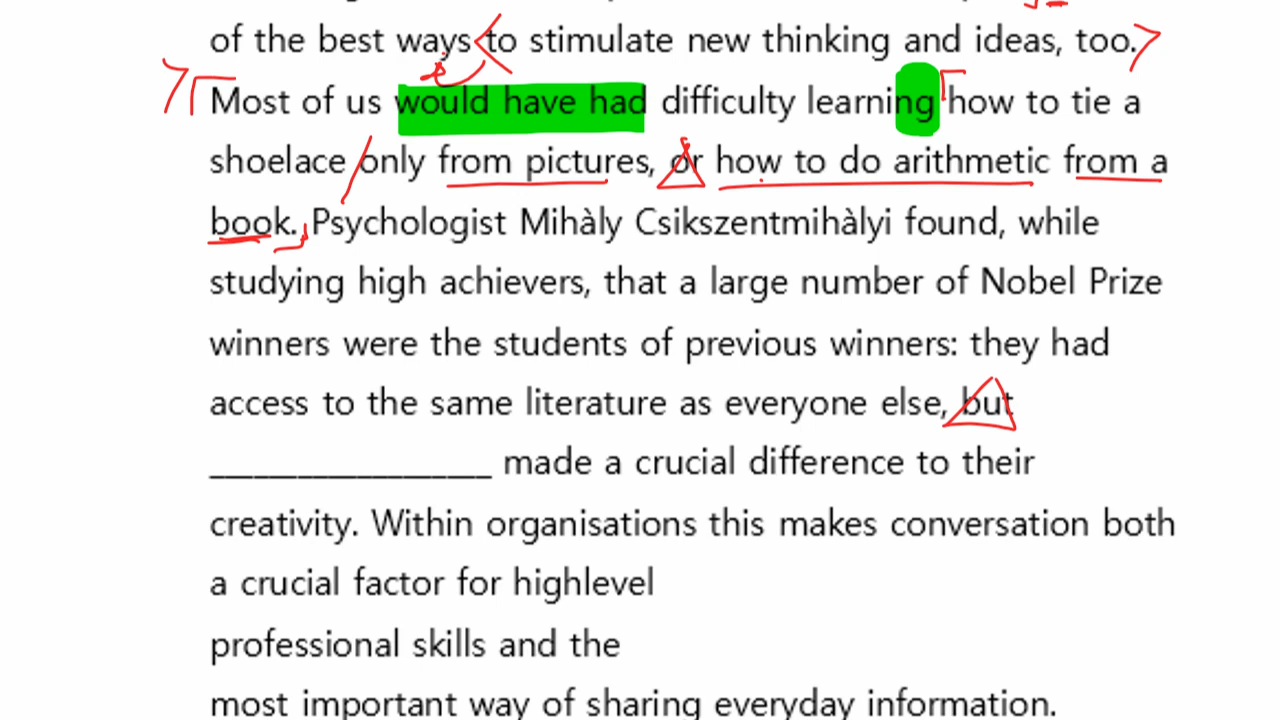 of the best ways to stimulate new thinking and ideas, too.
Most of us would have had difficulty learning how to tie a
shoelace only from pictures, or how to do arithmetic from a
book. Psychologist Mihàly Csikszentmihàlyi found, while
studying high achievers, that a large number of Nobel Prize
winners were the students of previous winners: they had
access to the same literature as everyone else, but
___________________ made a crucial difference to their
creativity. Within organisations this makes conversation both
a crucial factor for highlevel
professional skills and the
most important way of sharing everyday information.